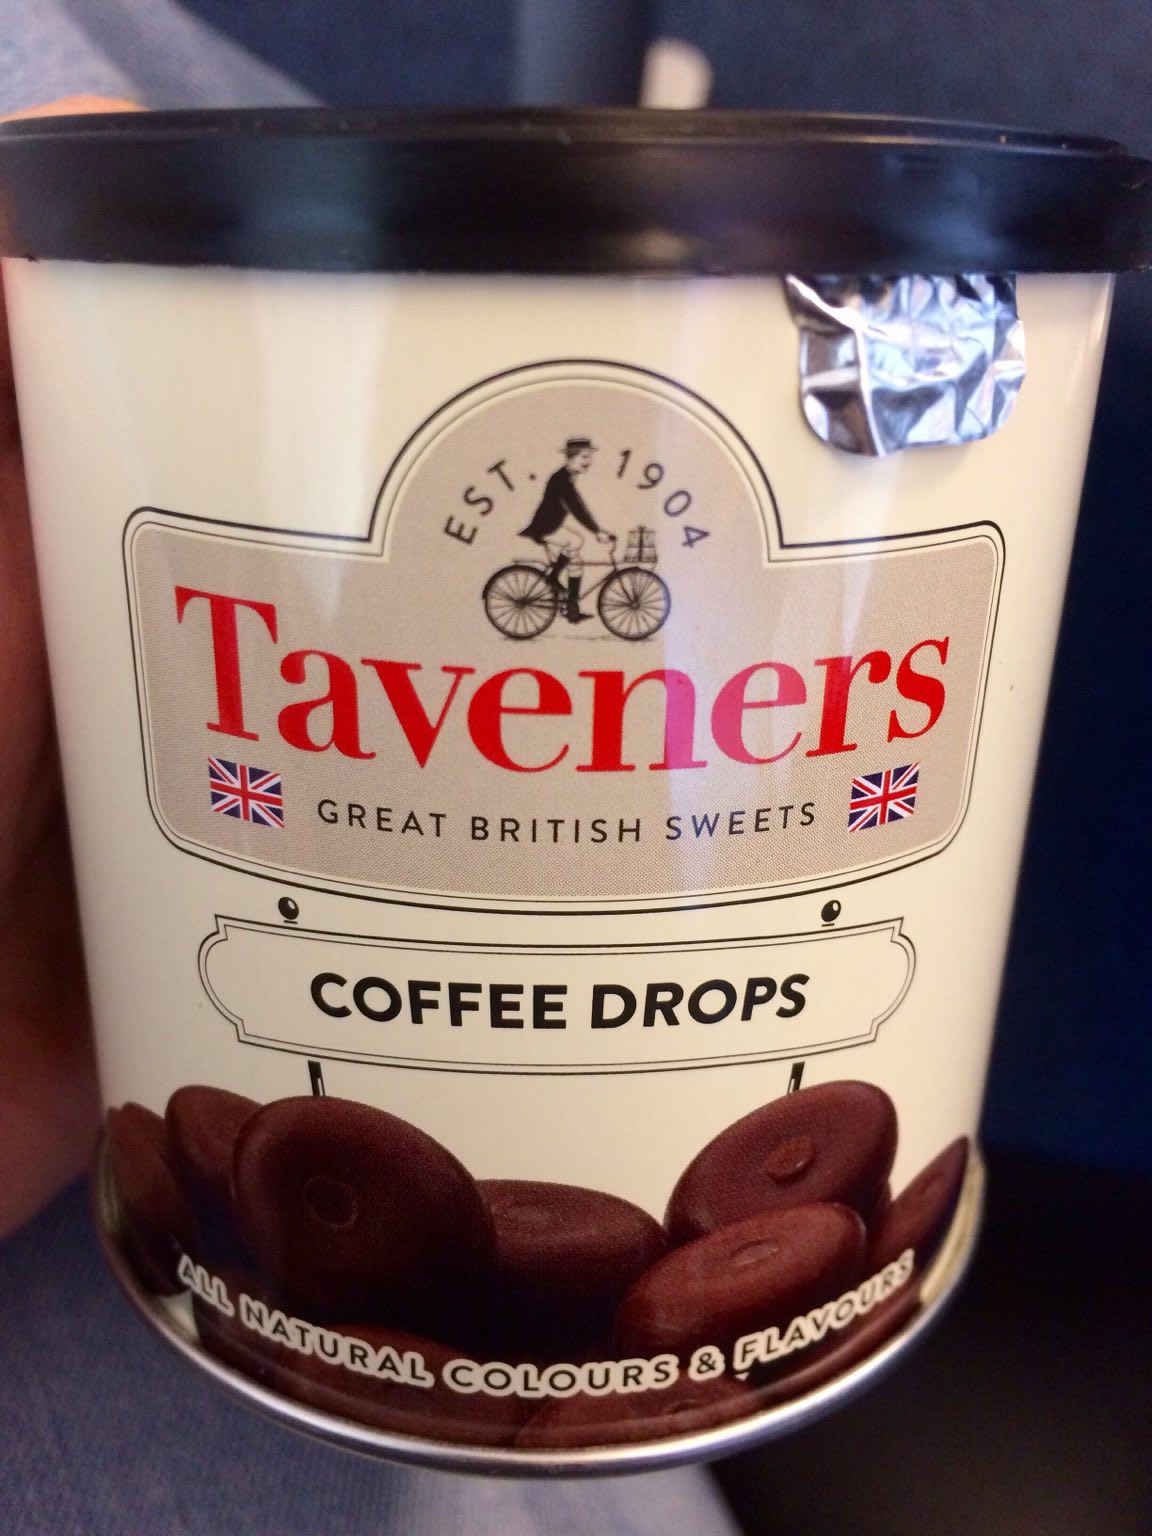 EST. 1904
Taveners
GREAT BRITISH SWEETS
COFFEE DROPS
ALL NATURAL COLOURS & FLAVOURS